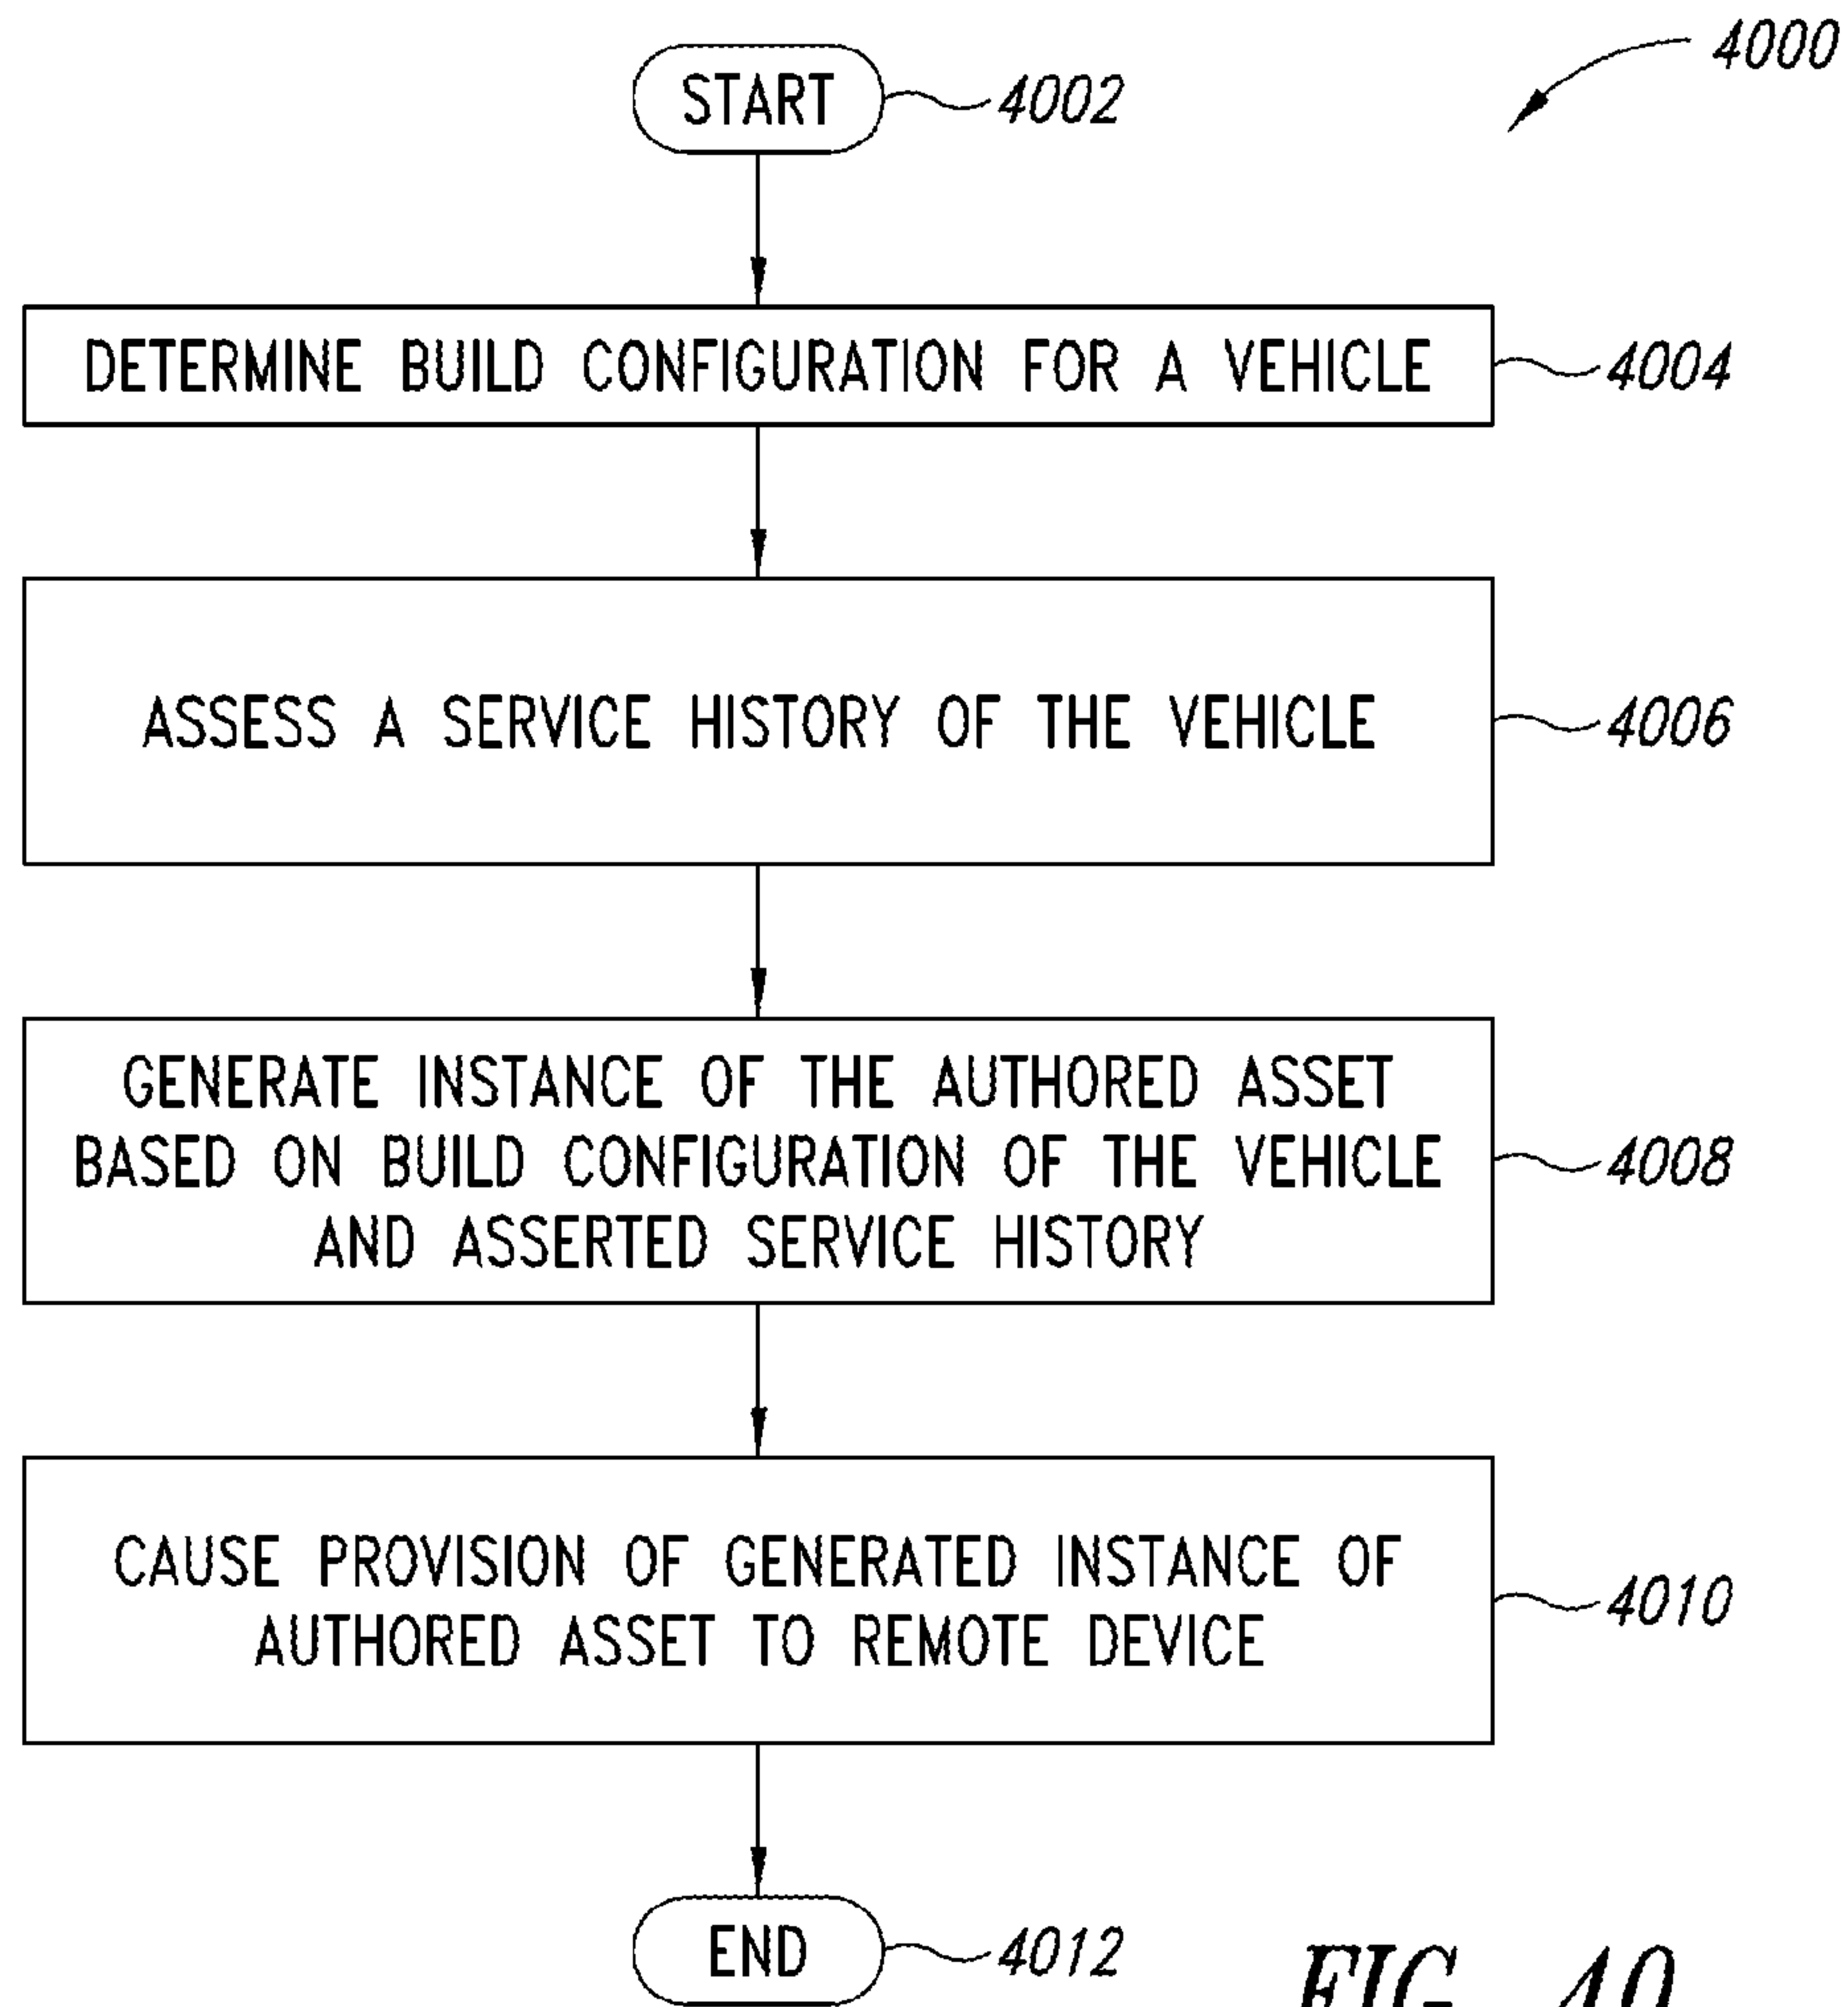 4000
START
4002
DETERMINE BUILD CONFIGURATION FOR A VEHICLE
4004
ASSESS A SERVICE HISTORY OF THE VEHICLE
4006
GENERATE INSTANCE OF THE AUTHORED ASSET
BASED ON BUILD CONFIGURATION OF THE VEHICLE
AND ASSERTED SERVICE HISTORY
4008
CAUSE PROVISION OF GENERATED INSTANCE OF
AUTHORED ASSET TO REMOTE DEVICE
4010
END
4012
FIG. 40